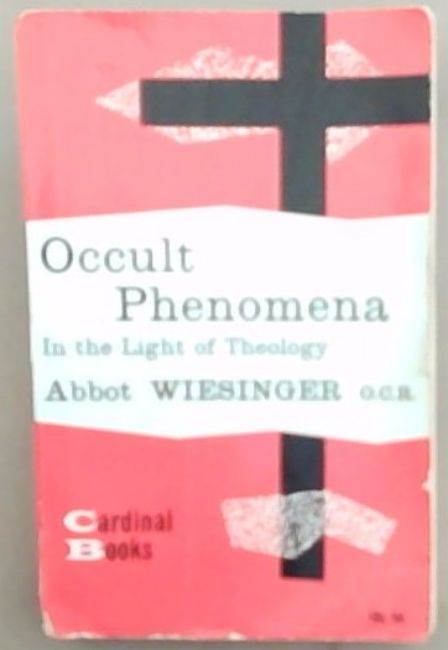 Occult
Phenomena
In the Light of Theology
Abbot WIESINGER O.C.R.
Cardinal
Books